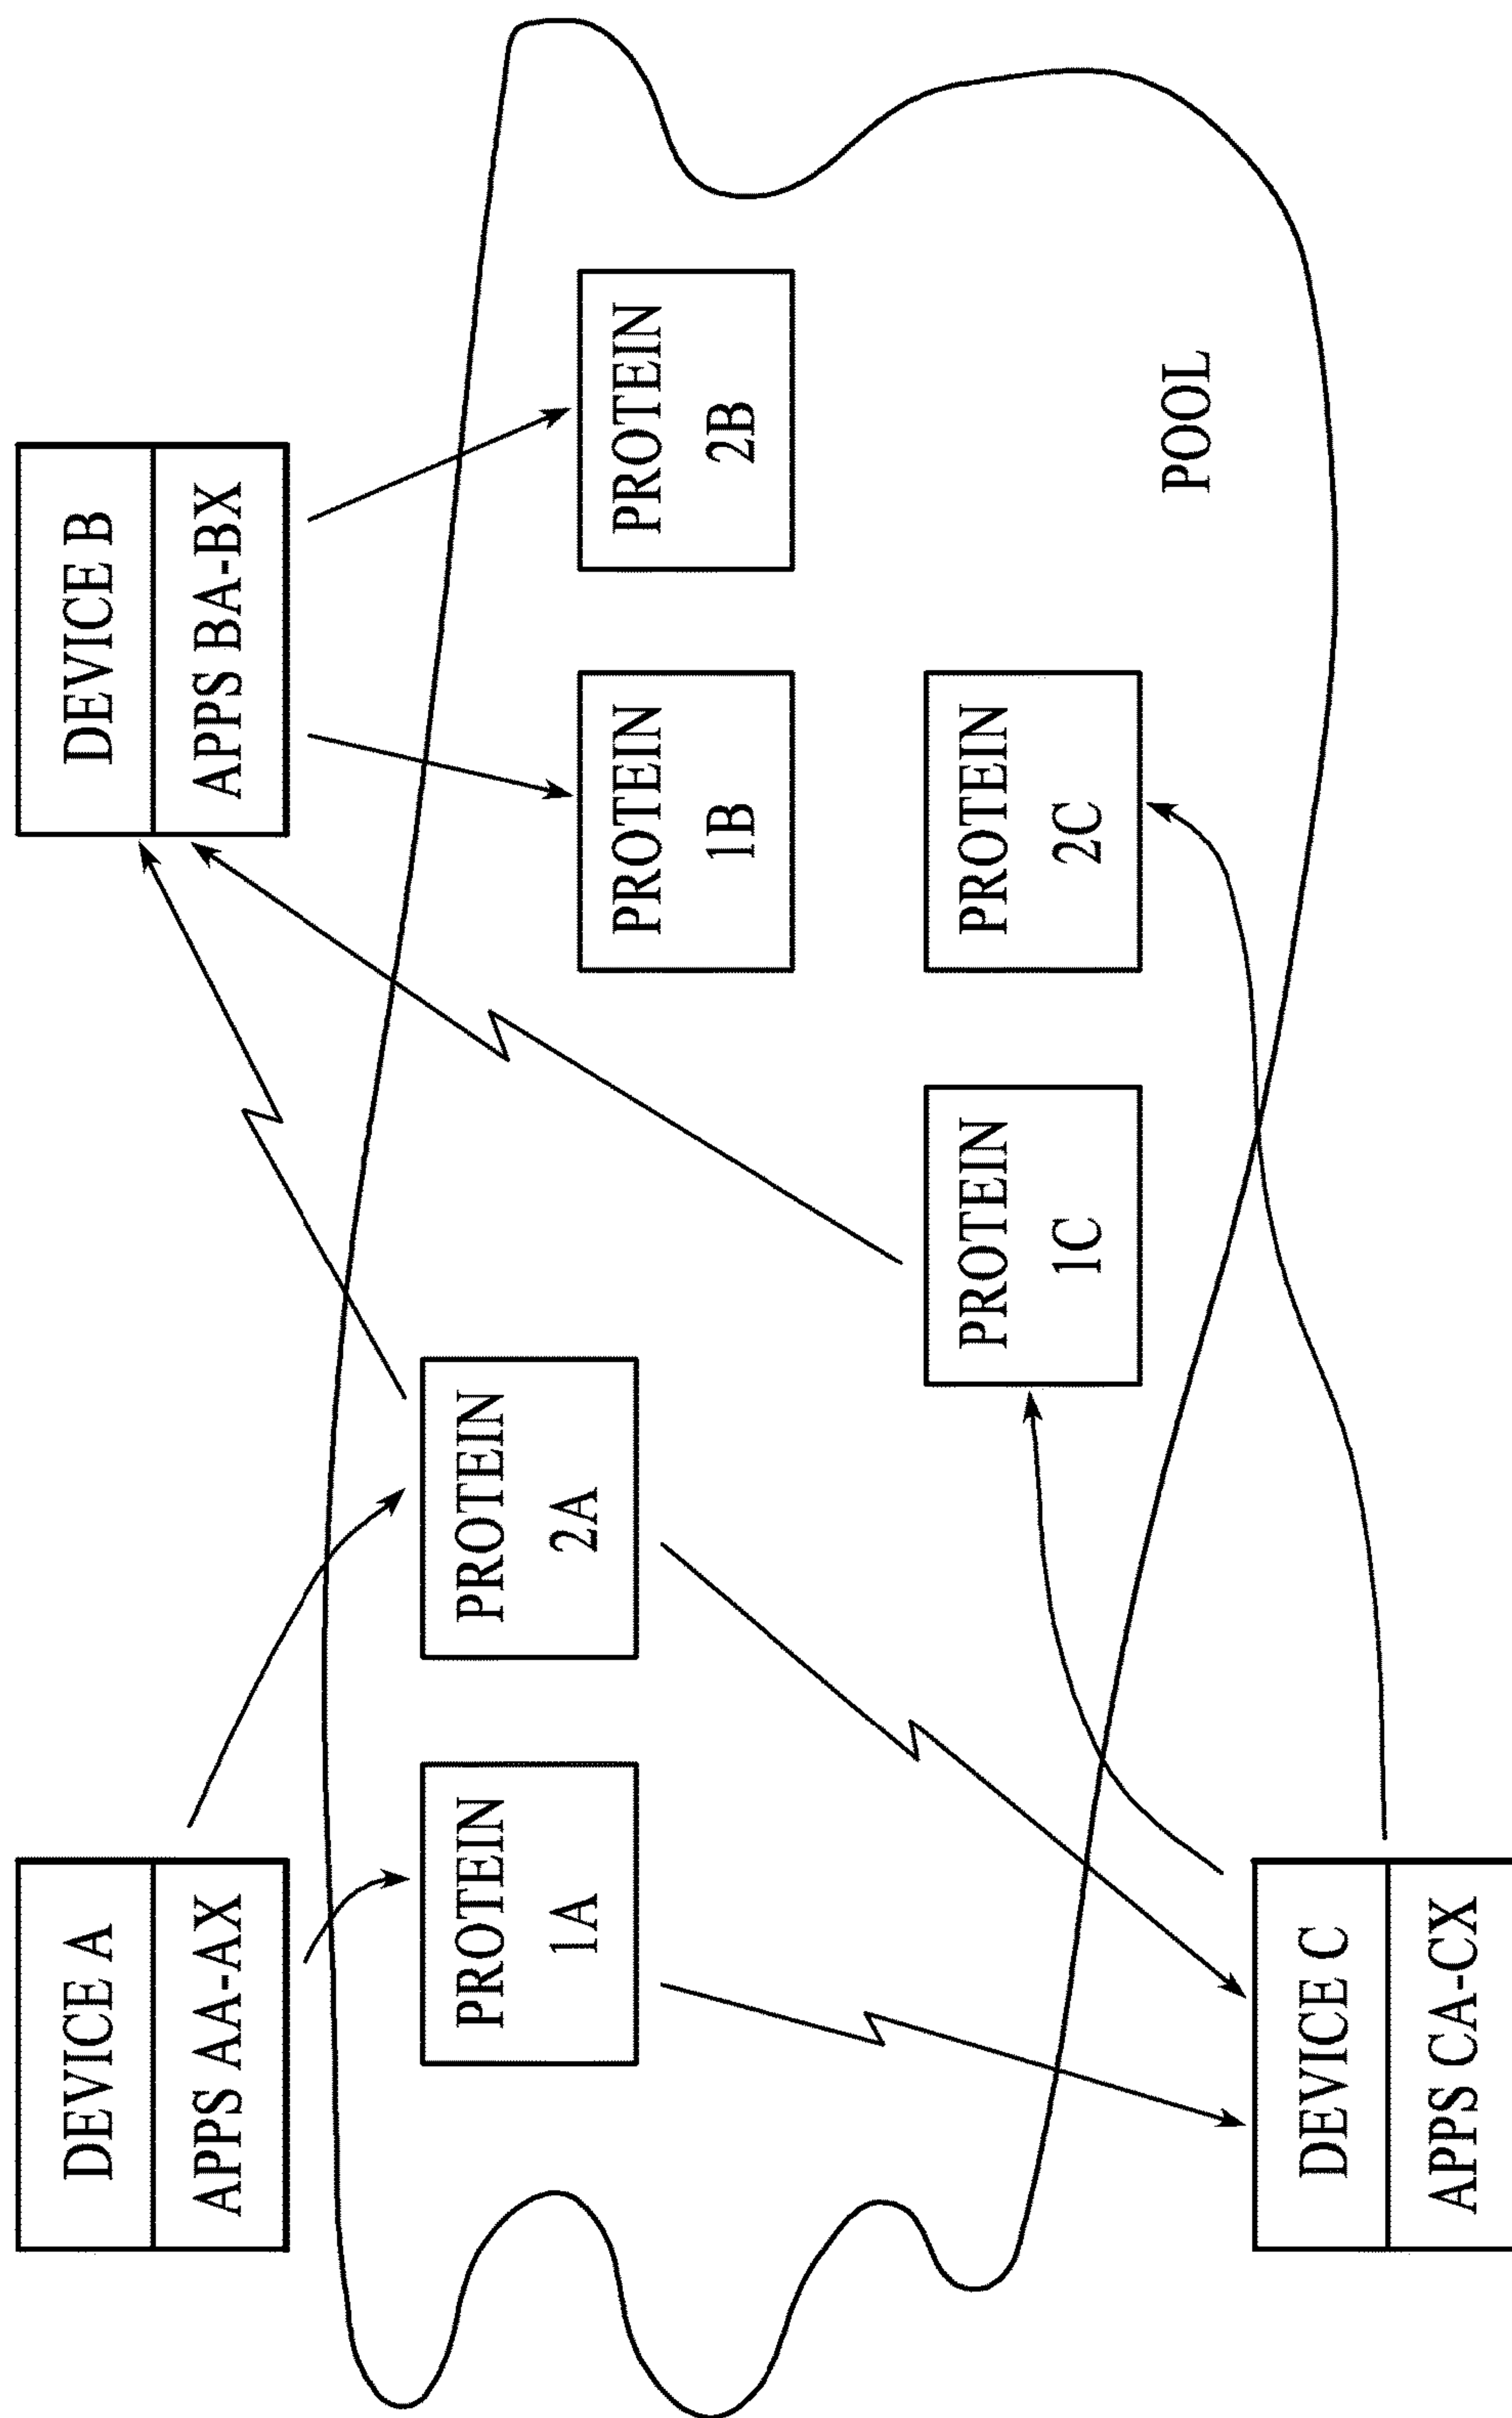 DEVICE A
APPS AA-AX
DEVICE B
APPS BA-BX
PROTEIN
1A
PROTEIN
2A
PROTEIN
1B
PROTEIN
2B
PROTEIN
1C
PROTEIN
2C
POOL
DEVICE C
APPS CA-CX